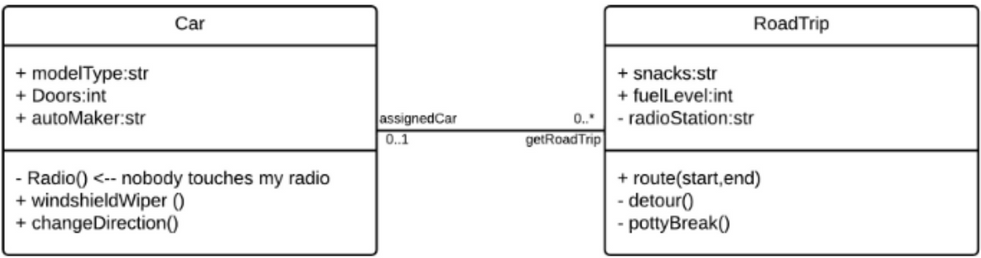 Car
+ modelType:str
+ Doors:int
+ autoMaker:str
- Radio() <-- nobody touches my radio
+ windshieldWiper ()
+ changeDirection()
assignedCar
0..1
0..*
getRoadTrip
RoadTrip
+ snacks:str
+ fuelLevel:int
- radioStation:str
+ route(start,end)
- detour()
- pottyBreak()